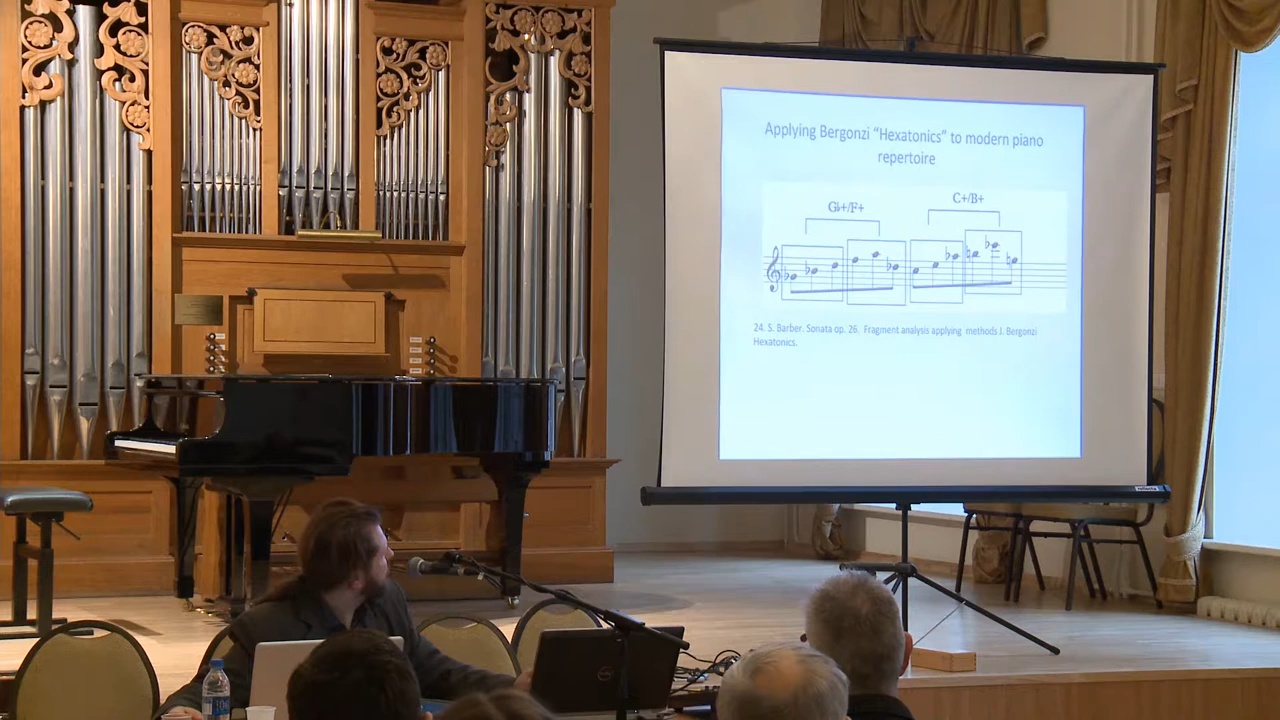 Applying Bergonzi “Hexatonics” to modern piano
repertoire
G♭+/F+
C+/B+
24. S. Barber. Sonata op. 26. Fragment analysis applying methods J. Bergonzi
Hexatonics.